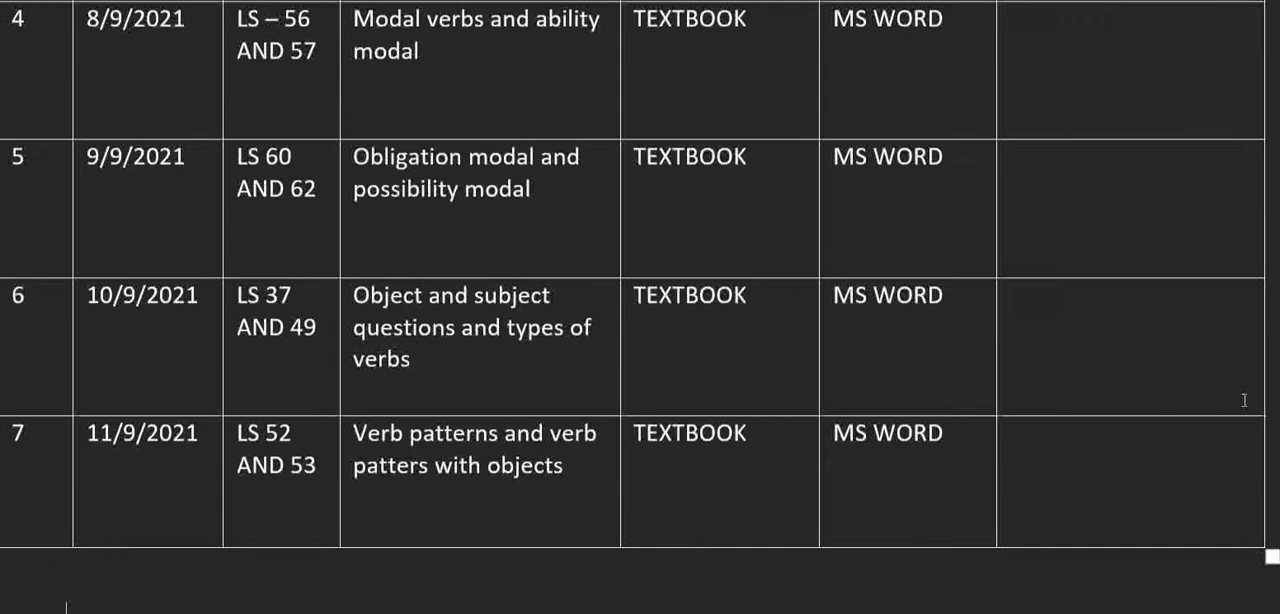 4 8/9/2021 LS – 56 Modal verbs and ability TEXTBOOK MS WORD
AND 57 modal
5 9/9/2021 LS 60 Obligation modal and TEXTBOOK MS WORD
AND 62 possibility modal
6 10/9/2021 LS 37 Object and subject TEXTBOOK MS WORD
AND 49 questions and types of
verbs
7 11/9/2021 LS 52 Verb patterns and verb TEXTBOOK MS WORD
AND 53 patters with objects